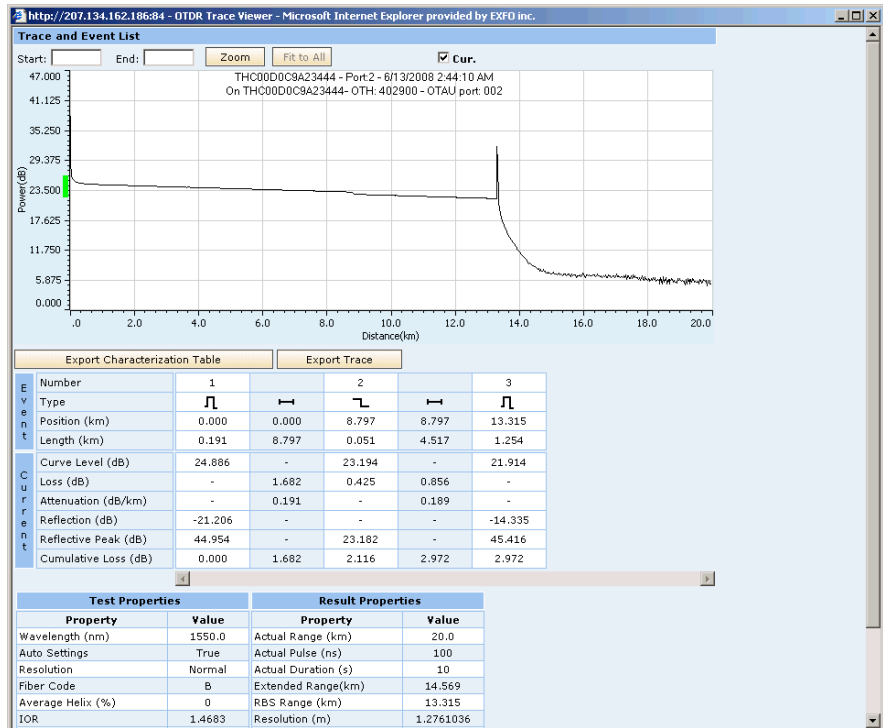 http://207.134.162.186:84 - OTDR Trace Viewer - Microsoft Internet Explorer provided by EXFO inc.
Trace and Event List
Start: End: Zoom Fit to All Cur.
THC00D0C9A23444 - Port:2 - 6/13/2008 2:44:10 AM
On THC00D0C9A23444- OTH: 402900 - OTAU port: 002
47.000
41.125
35.250
29.375
23.500
17.625
11.750
5.875
0.000
Power(dB)
.0 2.0 4.0 6.0 8.0 10.0 12.0 14.0 16.0 18.0 20.0
Distance(km)
Export Characterization Table Export Trace
Event
Number 1 2 3
Type
Position (km) 0.000 0.000 8.797 8.797 13.315
Length (km) 0.191 8.797 0.051 4.517 1.254
Current
Curve Level (dB) 24.886 - 23.194 - 21.914
Loss (dB) - 1.682 0.425 0.856 -
Attenuation (dB/km) - 0.191 - 0.189 -
Reflection (dB) -21.206 - - - -14.335
Reflective Peak (dB) 44.954 - 23.182 - 45.416
Cumulative Loss (dB) 0.000 1.682 2.116 2.972 2.972
Test Properties Result Properties
Property Value Property Value
Wavelength (nm) 1550.0 Actual Range (km) 20.0
Auto Settings True Actual Pulse (ns) 100
Resolution Normal Actual Duration (s) 10
Fiber Code B Extended Range(km) 14.569
Average Helix (%) 0 RBS Range (km) 13.315
IOR 1.4683 Resolution (m) 1.2761036